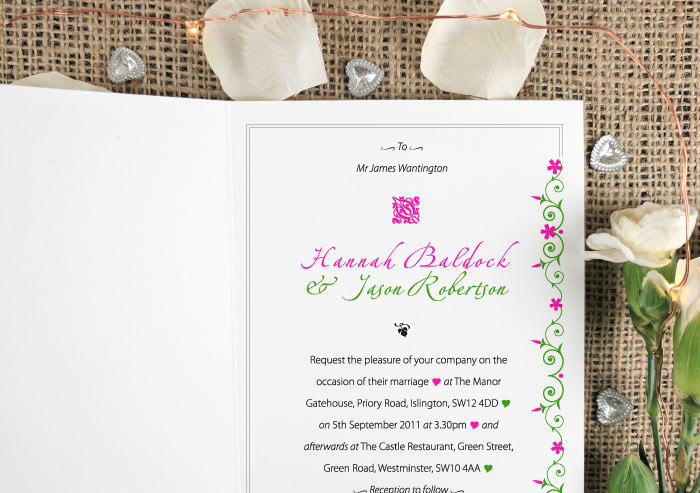 To
Mr James Wantington
Hannah Baldock
& Jason Robertson
Request the pleasure of your company on the
occasion of their marriage ♥ at The Manor
Gatehouse, Priory Road, Islington, SW12 4DD ♥
on 5th September 2011 at 3.30pm ♥ and
afterwards at The Castle Restaurant, Green Street,
Green Road, Westminster, SW10 4AA ♥
Reception to follow